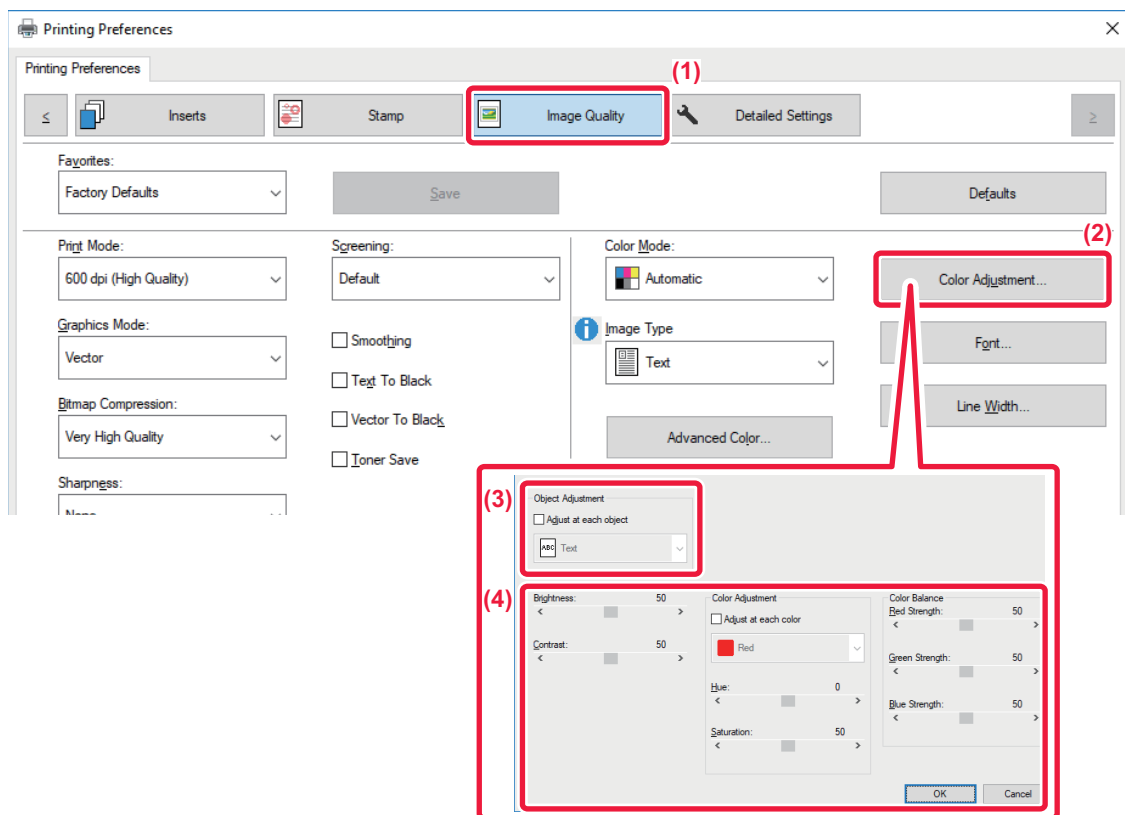 Printing Preferences
Printing Preferences
(1)
≤ Inserts Stamp Image Quality Detailed Settings ≥
Favorites:
Factory Defaults Save Defaults
(2)
Print Mode: Screening: Color Mode:
600 dpi (High Quality) Default Automatic Color Adjustment...
Graphics Mode: Image Type
Vector Smoothing Text Font...
Text To Black
Bitmap Compression: Line Width...
Very High Quality Vector To Black Advanced Color...
Toner Save
Sharpness:
None
(3) Object Adjustment
Adjust at each object
ABC Text
(4) Brightness: 50 Color Adjustment Color Balance
< > Adjust at each color Red Strength: 50
< >
Contrast: 50 Red Green Strength: 50
< > < >
Hue: 0 Blue Strength: 50
< > < >
Saturation: 50
< >
OK Cancel